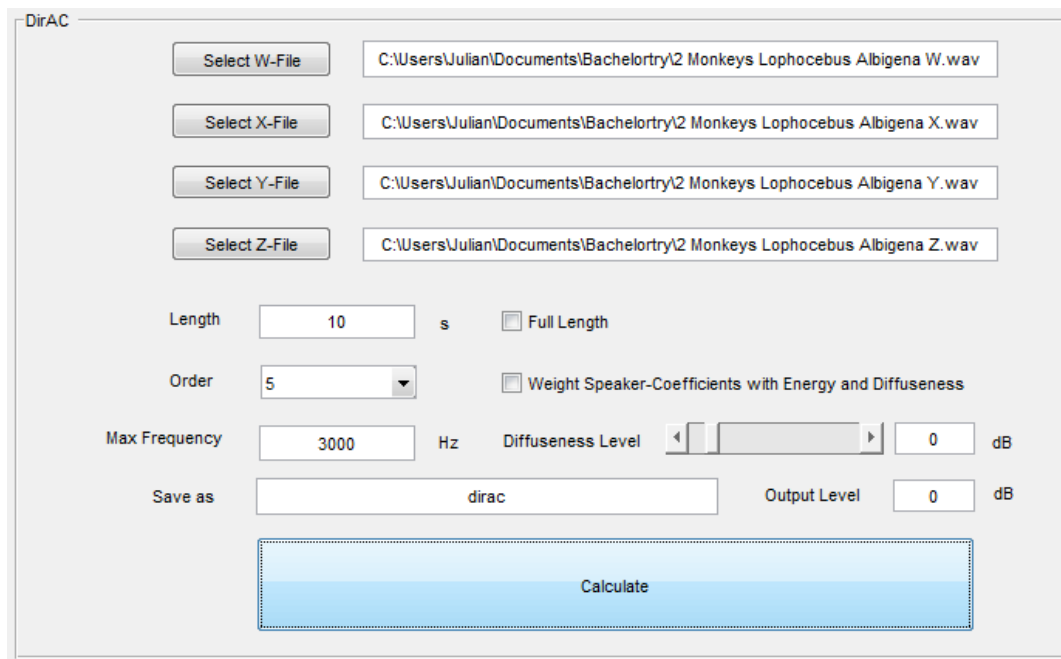 DirAC
Select W-File C:\Users\Julian\Documents\Bachelortry\2 Monkeys Lophocebus Albigena W.wav
Select X-File C:\Users\Julian\Documents\Bachelortry\2 Monkeys Lophocebus Albigena X.wav
Select Y-File C:\Users\Julian\Documents\Bachelortry\2 Monkeys Lophocebus Albigena Y.wav
Select Z-File C:\Users\Julian\Documents\Bachelortry\2 Monkeys Lophocebus Albigena Z.wav
Length 10 s Full Length
Order 5 Weight Speaker-Coefficients with Energy and Diffuseness
Max Frequency 3000 Hz Diffuseness Level 0 dB
Save as dirac Output Level 0 dB
Calculate